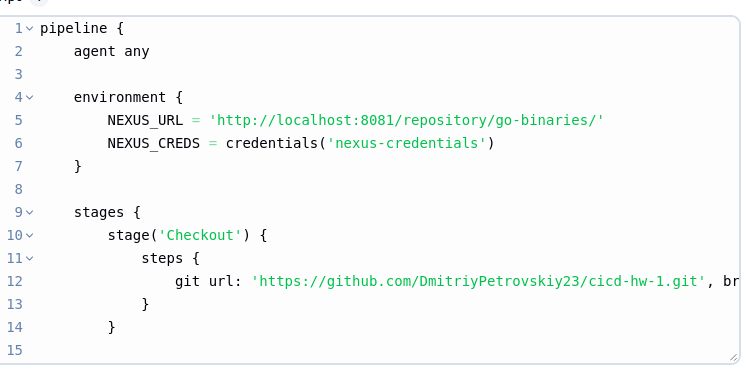 1 pipeline {
2     agent any
3
4     environment {
5         NEXUS_URL = 'http://localhost:8081/repository/go-binaries/'
6         NEXUS_CREDS = credentials('nexus-credentials')
7     }
8
9     stages {
10         stage('Checkout') {
11             steps {
12                 git url: 'https://github.com/DmitriyPetrovskiy23/cicd-hw-1.git',
13             }
14         }
15